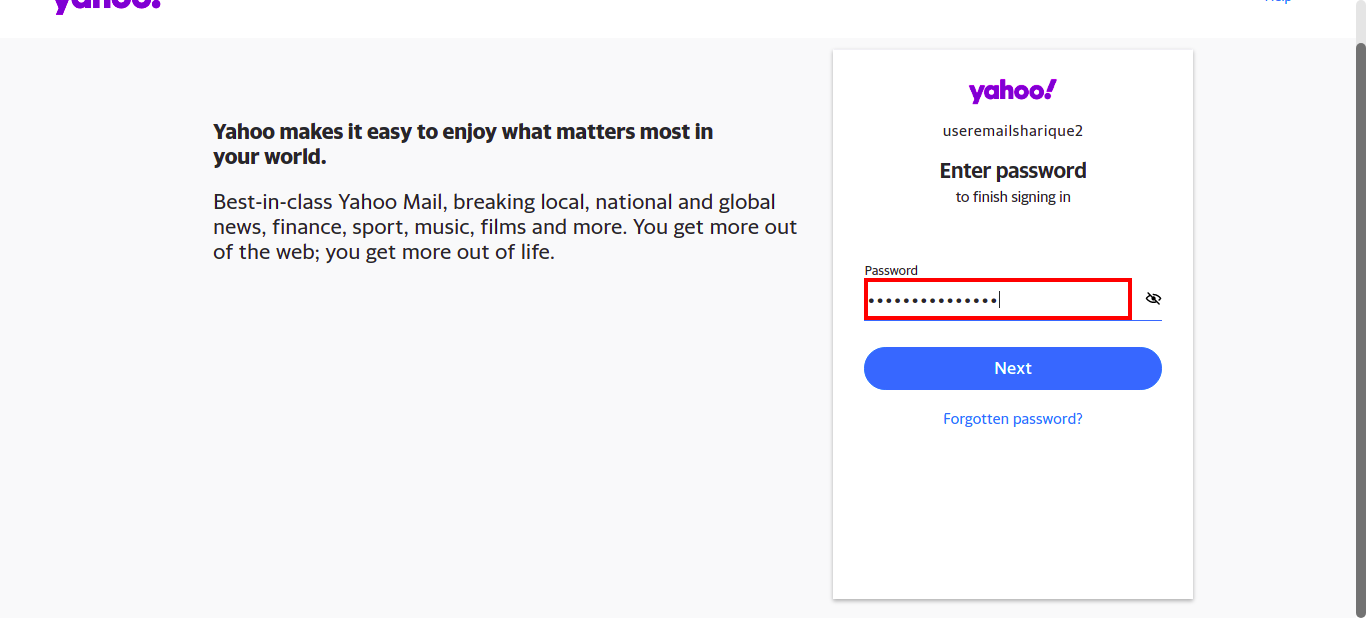 yahoo!
Help
Yahoo makes it easy to enjoy what matters most in
your world.
Best-in-class Yahoo Mail, breaking local, national and global
news, finance, sport, music, films and more. You get more out
of the web; you get more out of life.
yahoo!
useremailsharique2
Enter password
to finish signing in
Password
•••••••••••••••
Next
Forgotten password?